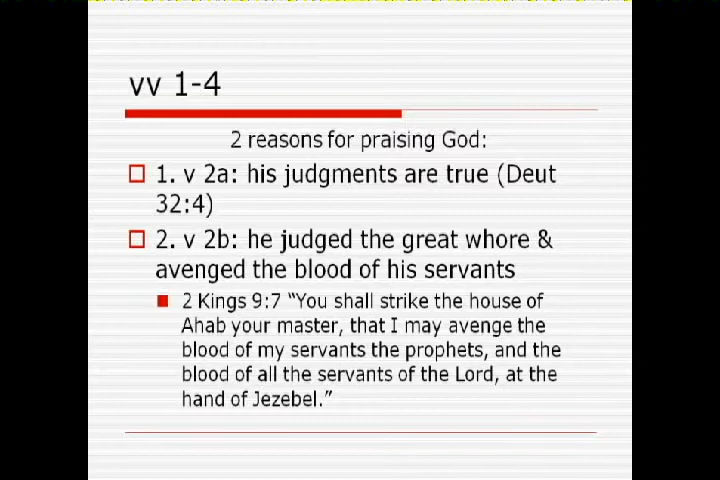 vv 1-4
2 reasons for praising God:
1. v 2a: his judgments are true (Deut
32:4)
2. v 2b: he judged the great whore &
avenged the blood of his servants
2 Kings 9:7 “You shall strike the house of
Ahab your master, that I may avenge the
blood of my servants the prophets, and the
blood of all the servants of the Lord, at the
hand of Jezebel.”